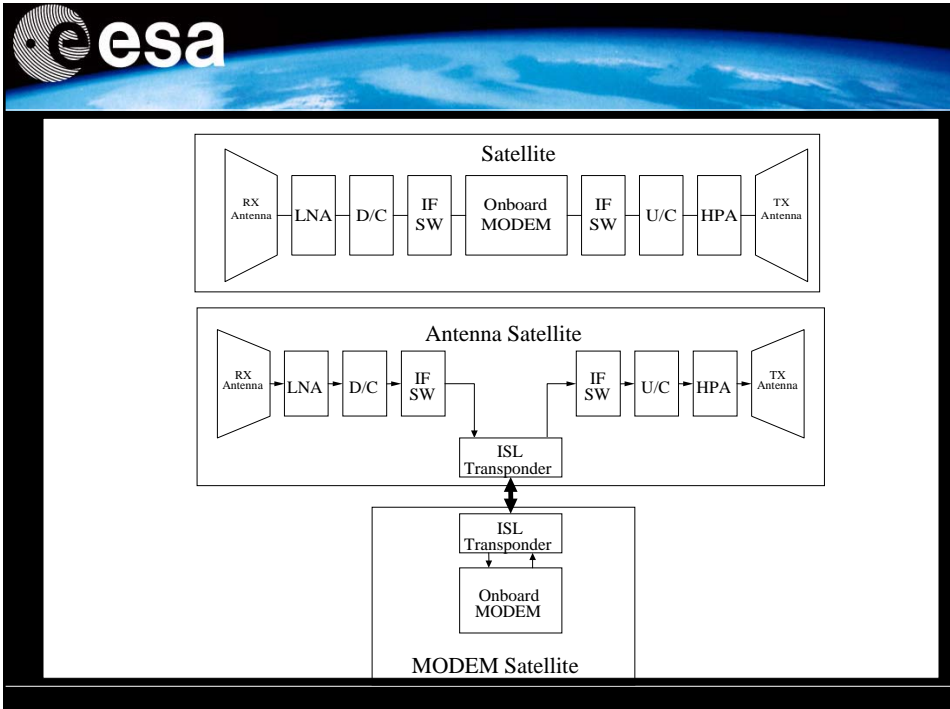 esa
Satellite
RX
Antenna
LNA
D/C
IF
SW
Onboard
MODEM
IF
SW
U/C
HPA
TX
Antenna
Antenna Satellite
RX
Antenna
LNA
D/C
IF
SW
IF
SW
U/C
HPA
TX
Antenna
ISL
Transponder
ISL
Transponder
Onboard
MODEM
MODEM Satellite